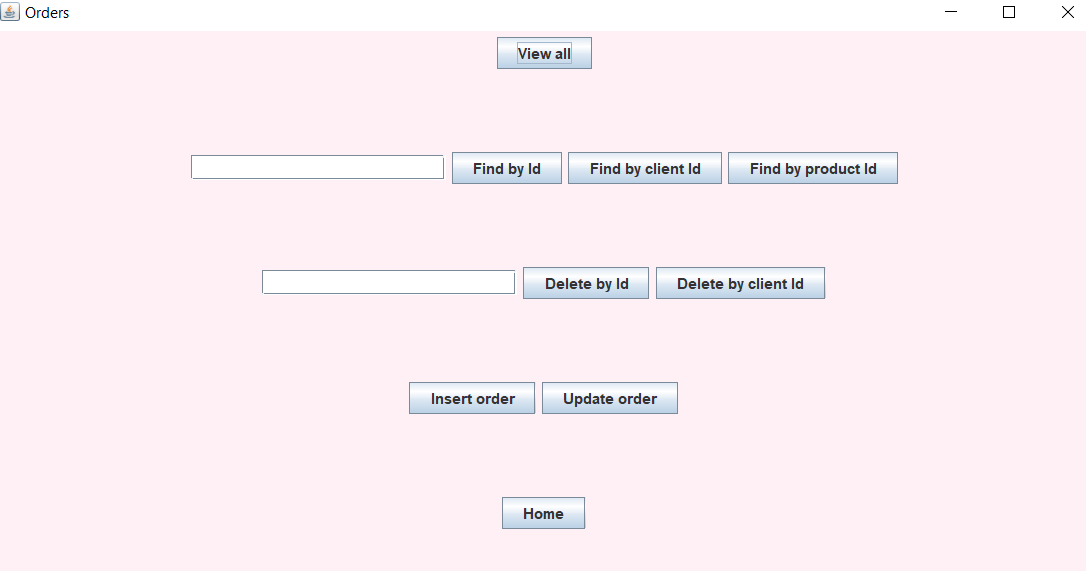 Orders
View all
Find by Id Find by client Id Find by product Id
Delete by Id Delete by client Id
Insert order Update order
Home